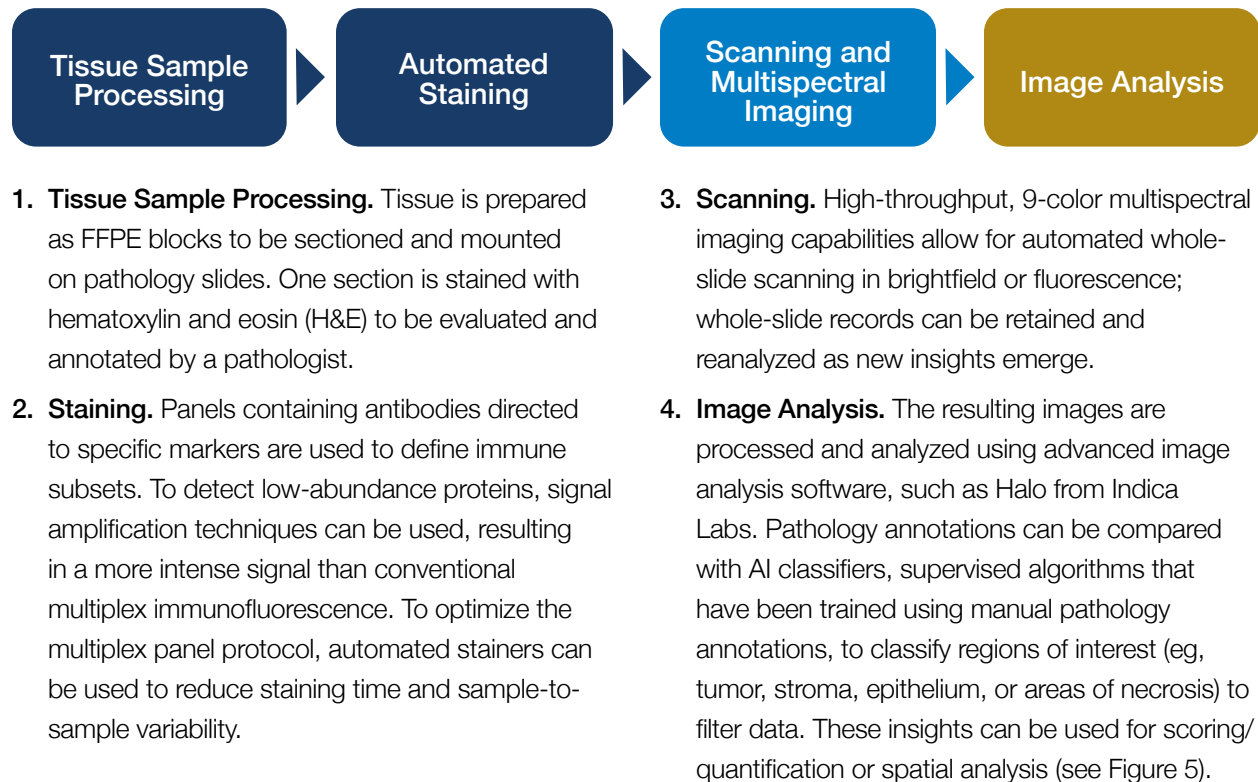 Tissue Sample
Processing
Automated
Staining
Scanning and
Multispectral
Imaging
Image Analysis
1. Tissue Sample Processing. Tissue is prepared
as FFPE blocks to be sectioned and mounted
on pathology slides. One section is stained with
hematoxylin and eosin (H&E) to be evaluated and
annotated by a pathologist.
2. Staining. Panels containing antibodies directed
to specific markers are used to define immune
subsets. To detect low-abundance proteins, signal
amplification techniques can be used, resulting
in a more intense signal than conventional
multiplex immunofluorescence. To optimize the
multiplex panel protocol, automated stainers can
be used to reduce staining time and sample-to-
sample variability.
3. Scanning. High-throughput, 9-color multispectral
imaging capabilities allow for automated whole-
slide scanning in brightfield or fluorescence;
whole-slide records can be retained and
reanalyzed as new insights emerge.
4. Image Analysis. The resulting images are
processed and analyzed using advanced image
analysis software, such as Halo from Indica
Labs. Pathology annotations can be compared
with AI classifiers, supervised algorithms that
have been trained using manual pathology
annotations, to classify regions of interest (eg,
tumor, stroma, epithelium, or areas of necrosis) to
filter data. These insights can be used for scoring/
quantification or spatial analysis (see Figure 5).